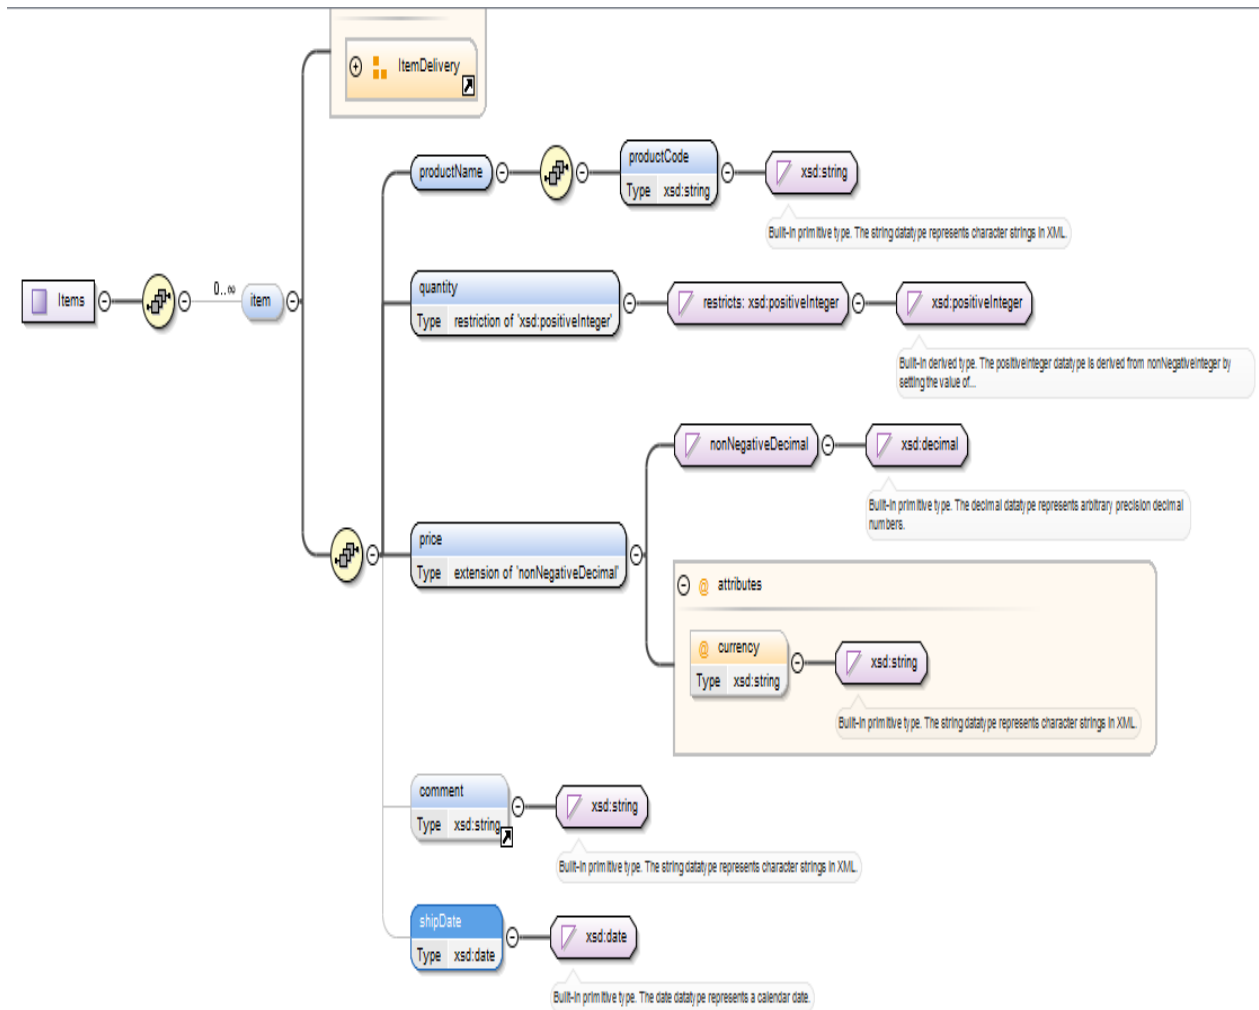 ItemDelivery
productName
productCode
Type xsd:string
xsd:string
Built-in primitive type. The string datatype represents character strings in XML.
Items
0..∞
item
quantity
Type restriction of 'xsd:positiveInteger'
restricts: xsd:positiveInteger
xsd:positiveInteger
Built-in derived type. The positiveInteger datatype is derived from nonNegativeInteger by
setting the value of...
nonNegativeDecimal
xsd:decimal
Built-in primitive type. The decimal datatype represents arbitrary precision decimal
numbers.
price
Type extension of 'nonNegativeDecimal'
@ attributes
@ currency
Type xsd:string
xsd:string
Built-in primitive type. The string datatype represents character strings in XML.
comment
Type xsd:string
xsd:string
Built-in primitive type. The string datatype represents character strings in XML.
shipDate
Type xsd:date
xsd:date
Built-in primitive type. The date datatype represents a calendar date.